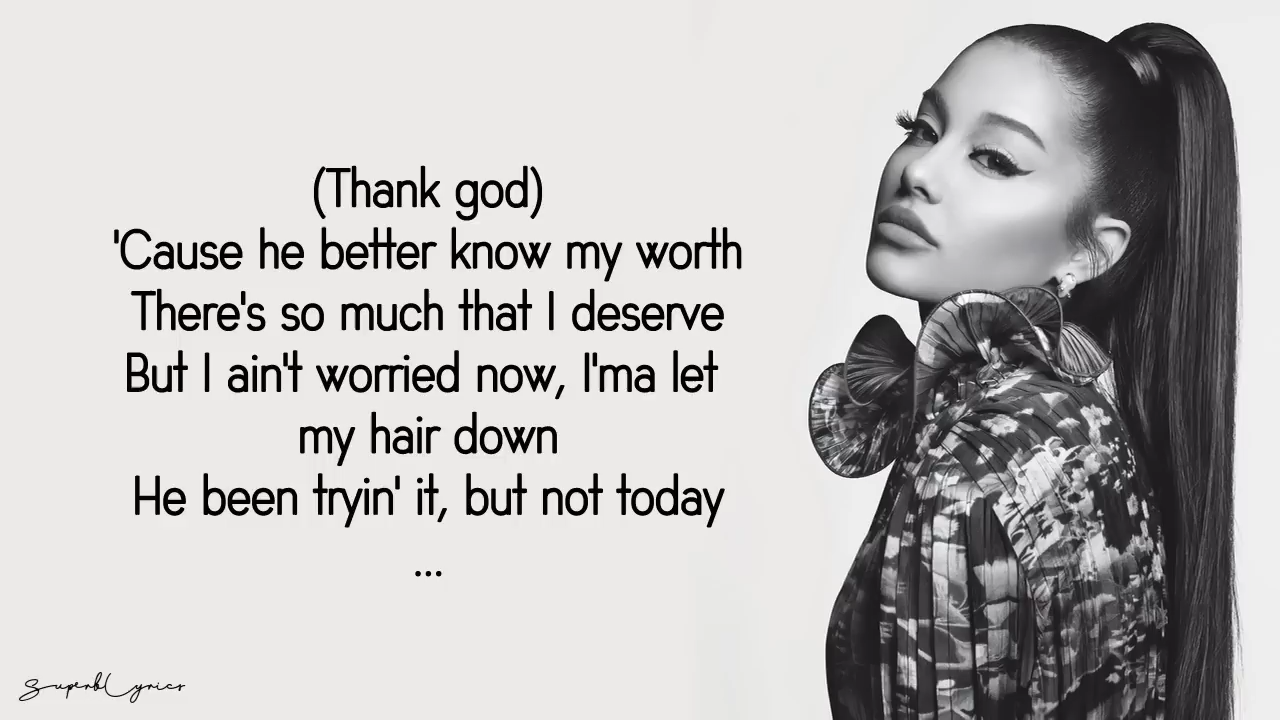 (Thank god)
'Cause he better know my worth
There's so much that I deserve
But I ain't worried now, I'ma let
my hair down
He been tryin' it, but not today
...
SuperbLyrics